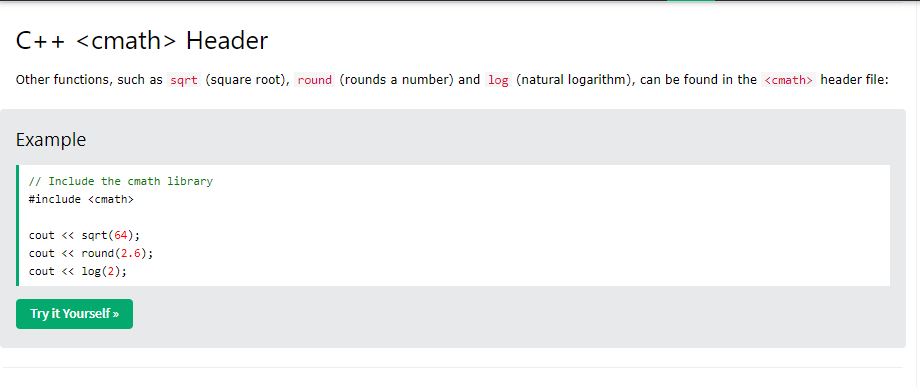 C++ <cmath> Header
Other functions, such as sqrt (square root), round (rounds a number) and log (natural logarithm), can be found in the <cmath> header file:
Example
// Include the cmath library
#include <cmath>
cout << sqrt(64);
cout << round(2.6);
cout << log(2);
Try it Yourself »